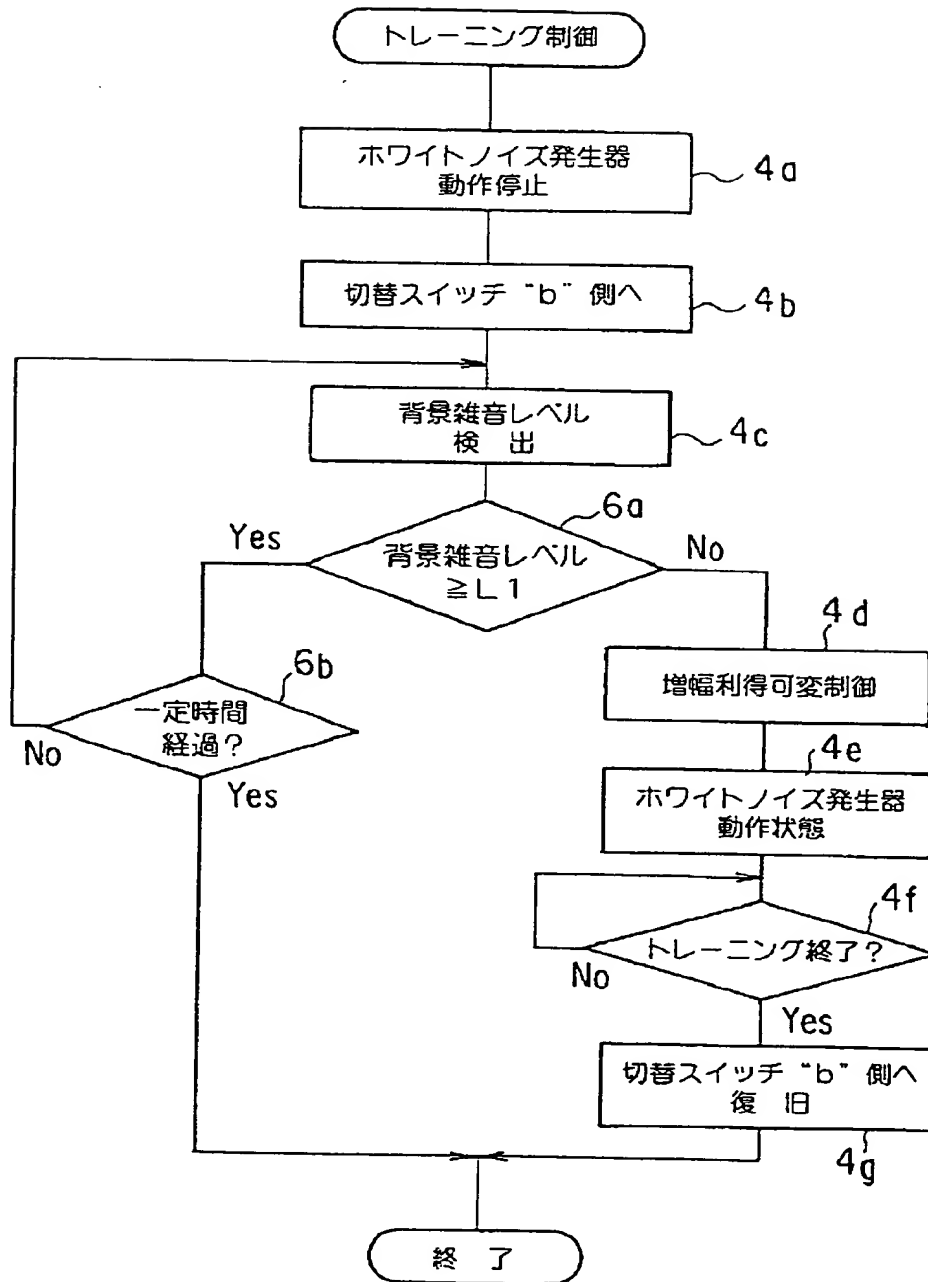 トレーニング制御
ホワイトノイズ発生器
動作停止
4a
切替スイッチ "b" 側へ
4b
背景雑音レベル
検 出
4c
6a
Yes
背景雑音レベル
≧L1
No
6b
一定時間
経過?
No
Yes
4d
増幅利得可変制御
4e
ホワイトノイズ発生器
動作状態
4f
トレーニング終了?
No
Yes
切替スイッチ "b" 側へ
復 旧
4g
終 了